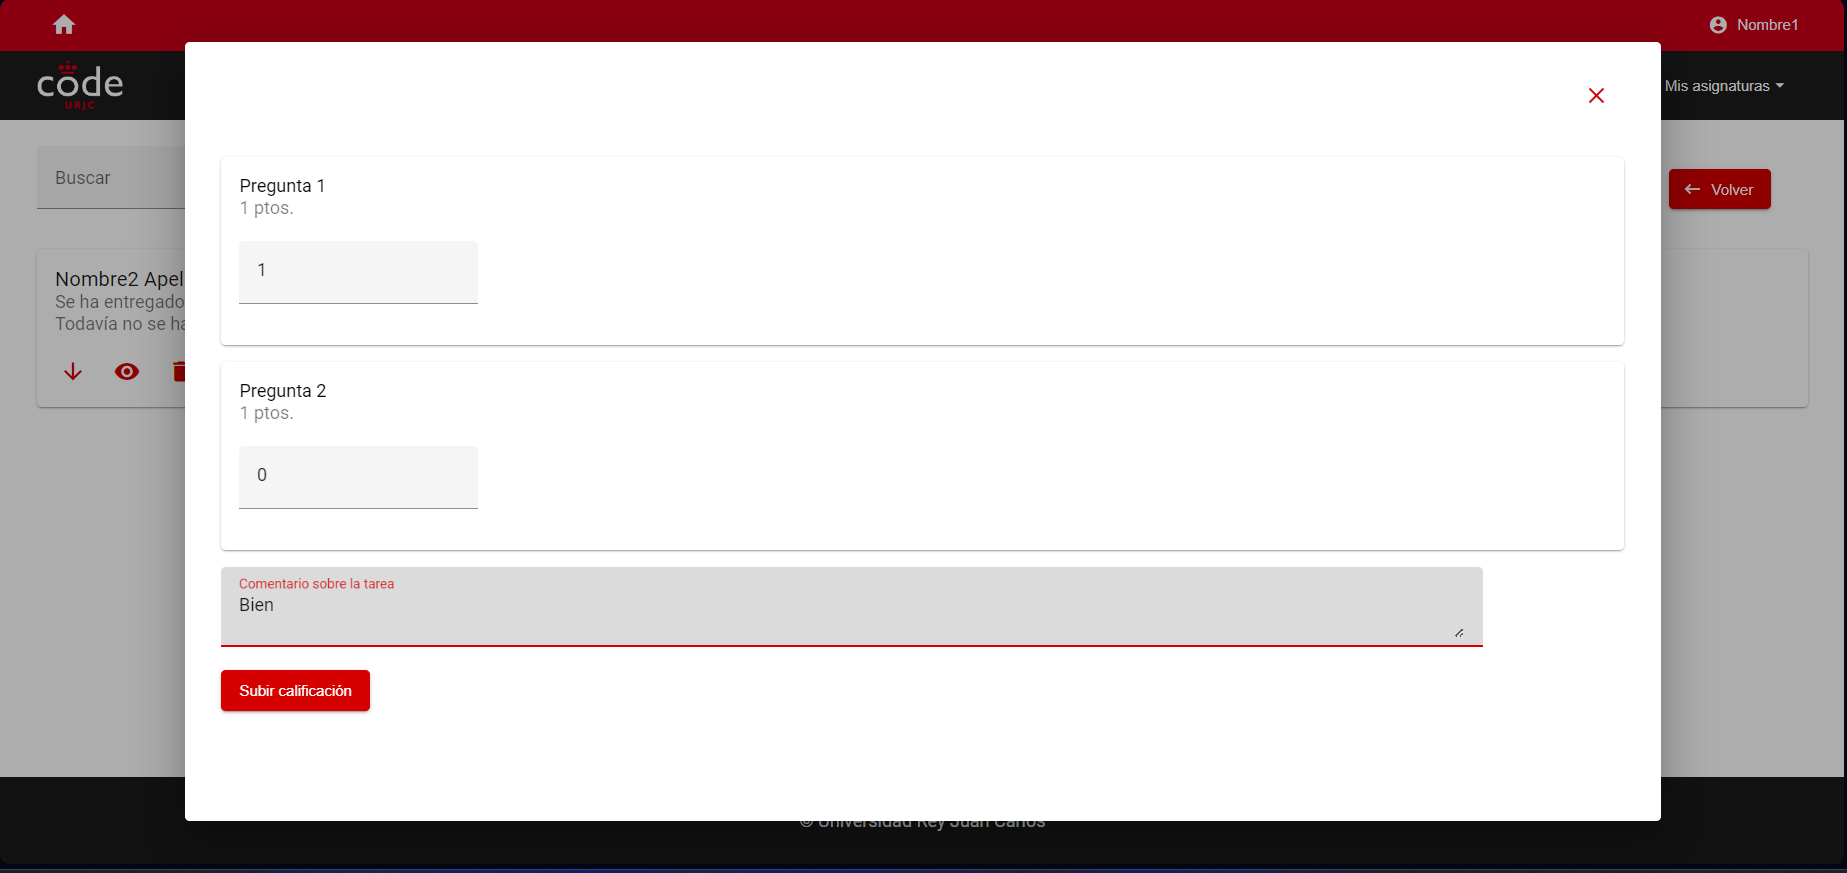 Nombre1
code
URJC
Mis asignaturas
Buscar
Volver
Nombre2 Apel
Se ha entregado
Todavía no se ha
Pregunta 1
1 ptos.
1
Pregunta 2
1 ptos.
0
Comentario sobre la tarea
Bien
Subir calificación
© Universidad Rey Juan Carlos